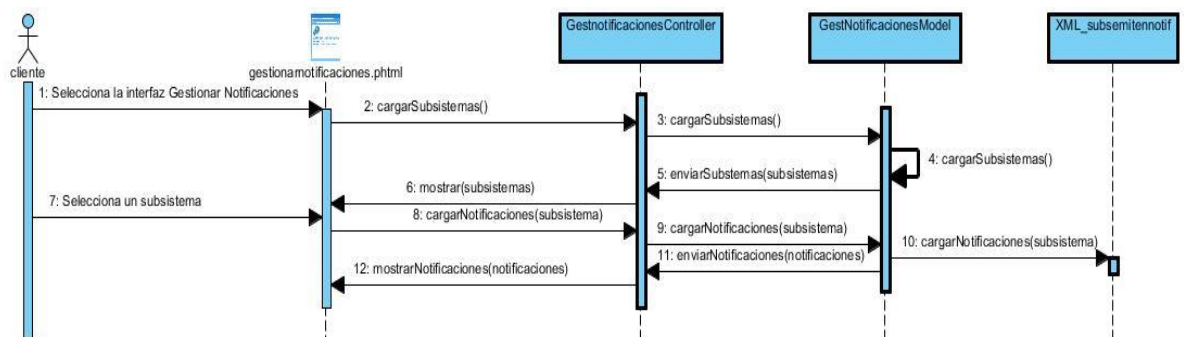 GestnotificacionesController
GestNotificacionesModel
XML_subsemitennotif
cliente
gestionarnotificaciones.phtml
1: Selecciona la interfaz Gestionar Notificaciones
2: cargarSubsistemas()
3: cargarSubsistemas()
4: cargarSubsistemas()
5: enviarSubstemas(subsistemas)
6: mostrar(subsistemas)
7: Selecciona un subsistema
8: cargarNotificaciones(subsistema)
9: cargarNotificaciones(subsistema)
10: cargarNotificaciones(subsistema)
11: enviarNotificaciones(notificaciones)
12: mostrarNotificaciones(notificaciones)